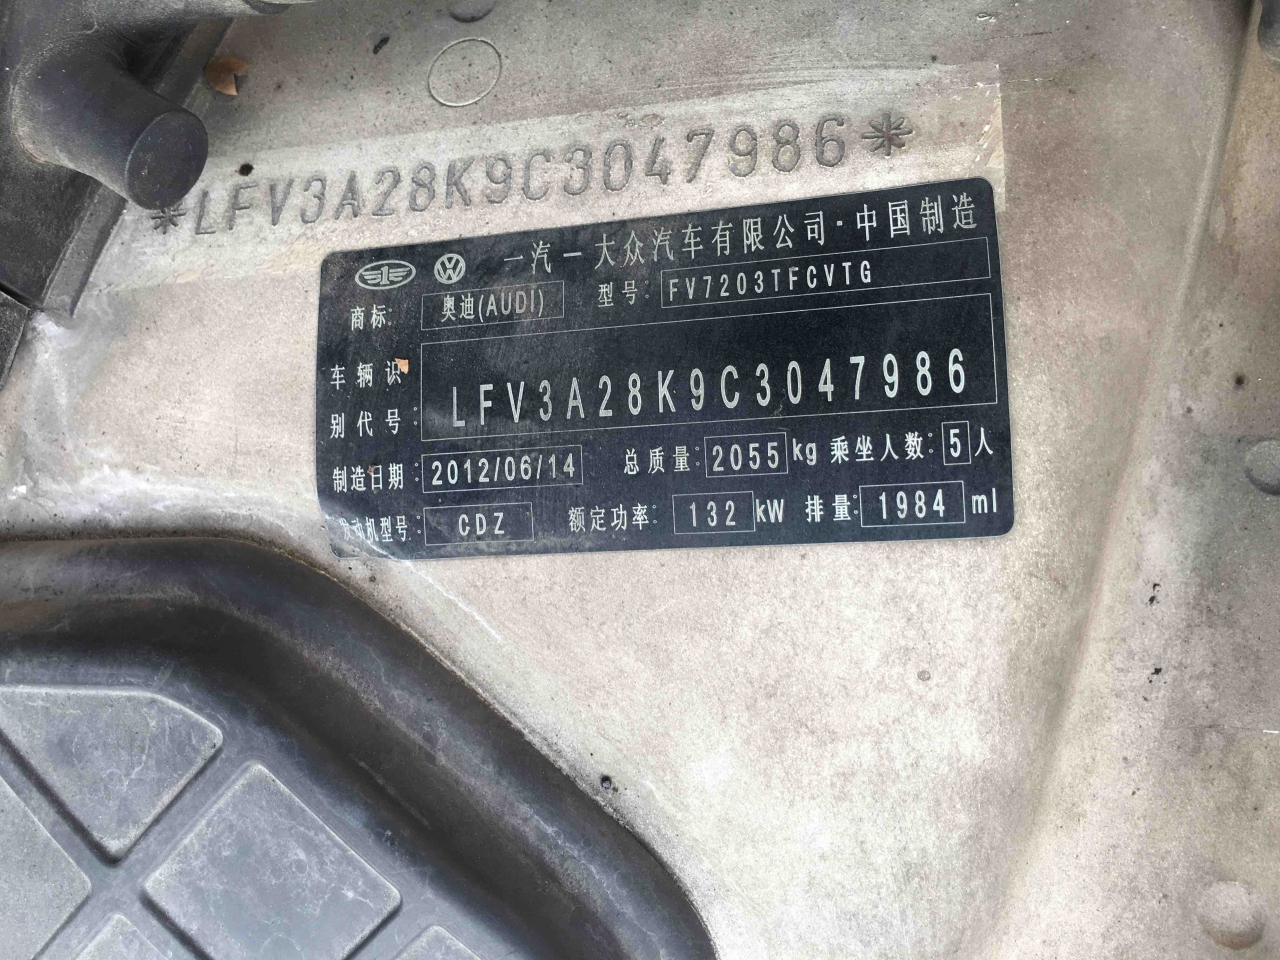 *LFV3A28K9C3047986*
一汽一大众汽车有限公司·中国制造
商标: 奥迪(AUDI) 型号: FV7203TFCVTG
车辆识
别代号: LFV3A28K9C3047986
制造日期: 2012/06/14 总质量: 2055 kg 乘坐人数: 5 人
发动机型号: CDZ 额定功率: 132 kW 排量: 1984 ml